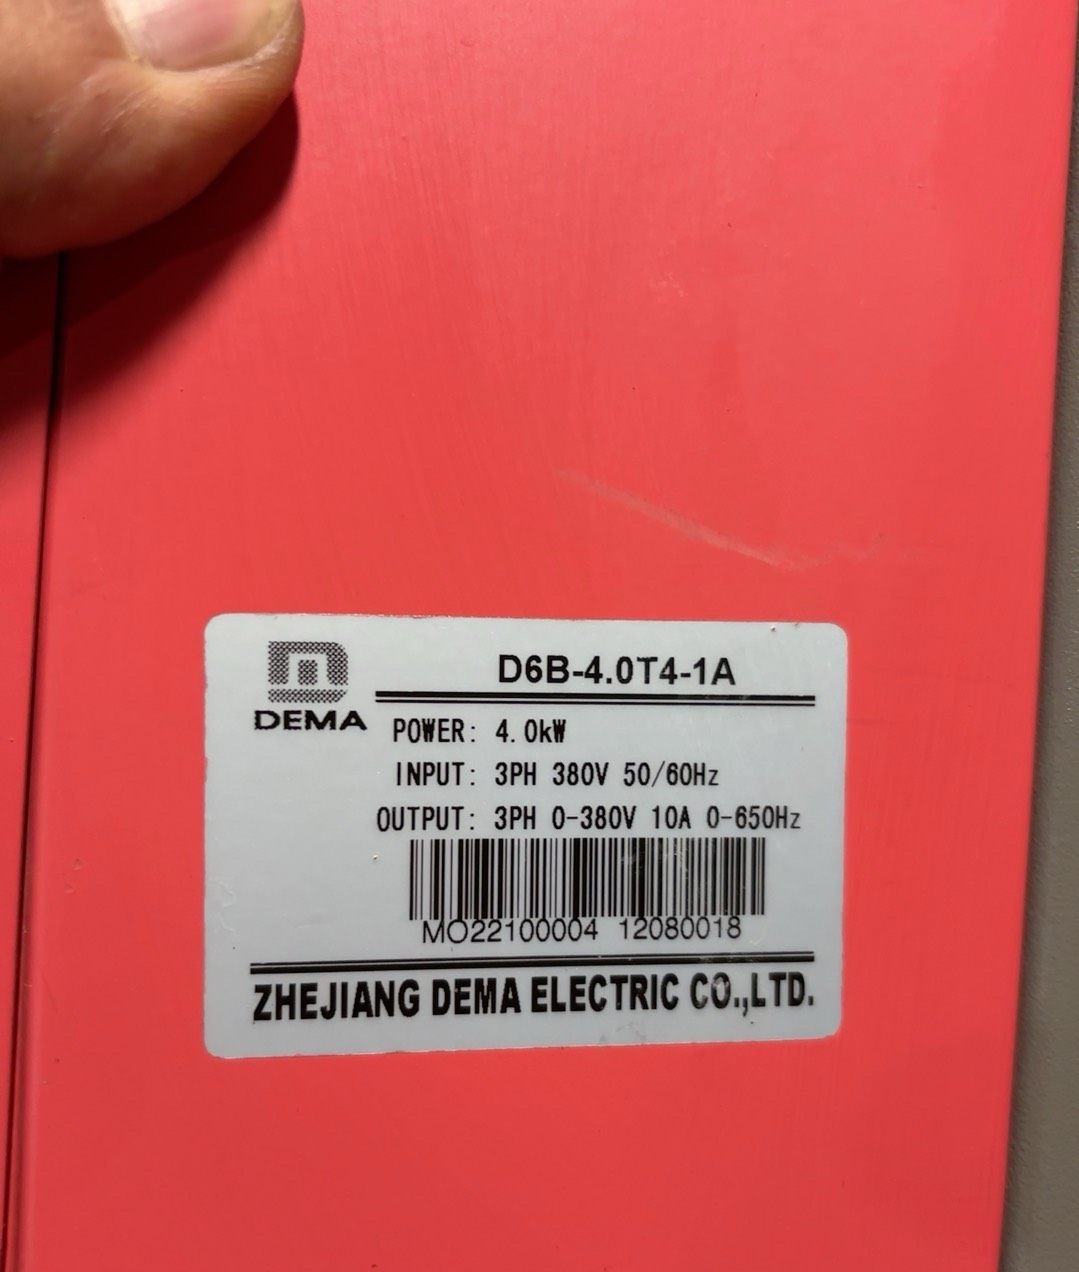 D6B-4.0T4-1A
DEMA
POWER: 4.0kW
INPUT: 3PH 380V 50/60Hz
OUTPUT: 3PH 0-380V 10A 0-650Hz
MO22100004 12080018
ZHEJIANG DEMA ELECTRIC CO.,LTD.